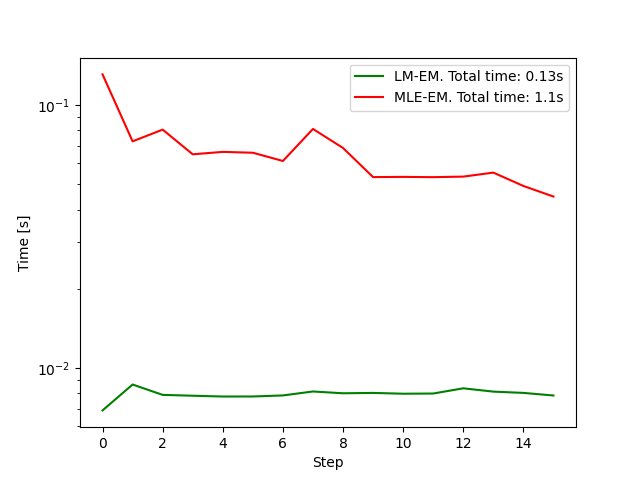 LM-EM. Total time: 0.13s
MLE-EM. Total time: 1.1s
10⁻¹
10⁻²
Time [s]
0 2 4 6 8 10 12 14
Step